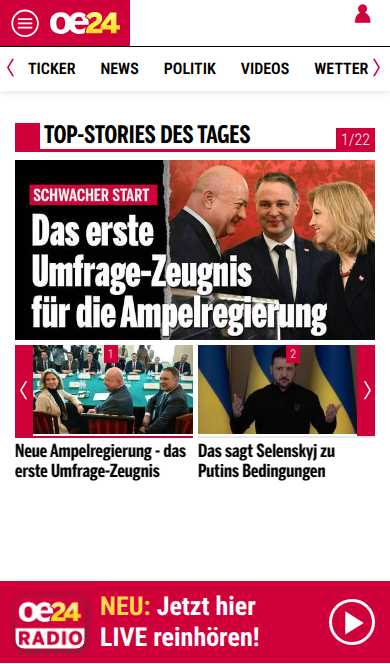 oe24
TICKER NEWS POLITIK VIDEOS WETTER
TOP-STORIES DES TAGES
1/22
SCHWACHER START
Das erste
Umfrage-Zeugnis
für die Ampelregierung
1
2
Neue Ampelregierung - das
erste Umfrage-Zeugnis
Das sagt Selenskyj zu
Putins Bedingungen
oe24
RADIO
NEU: Jetzt hier
LIVE reinhören!